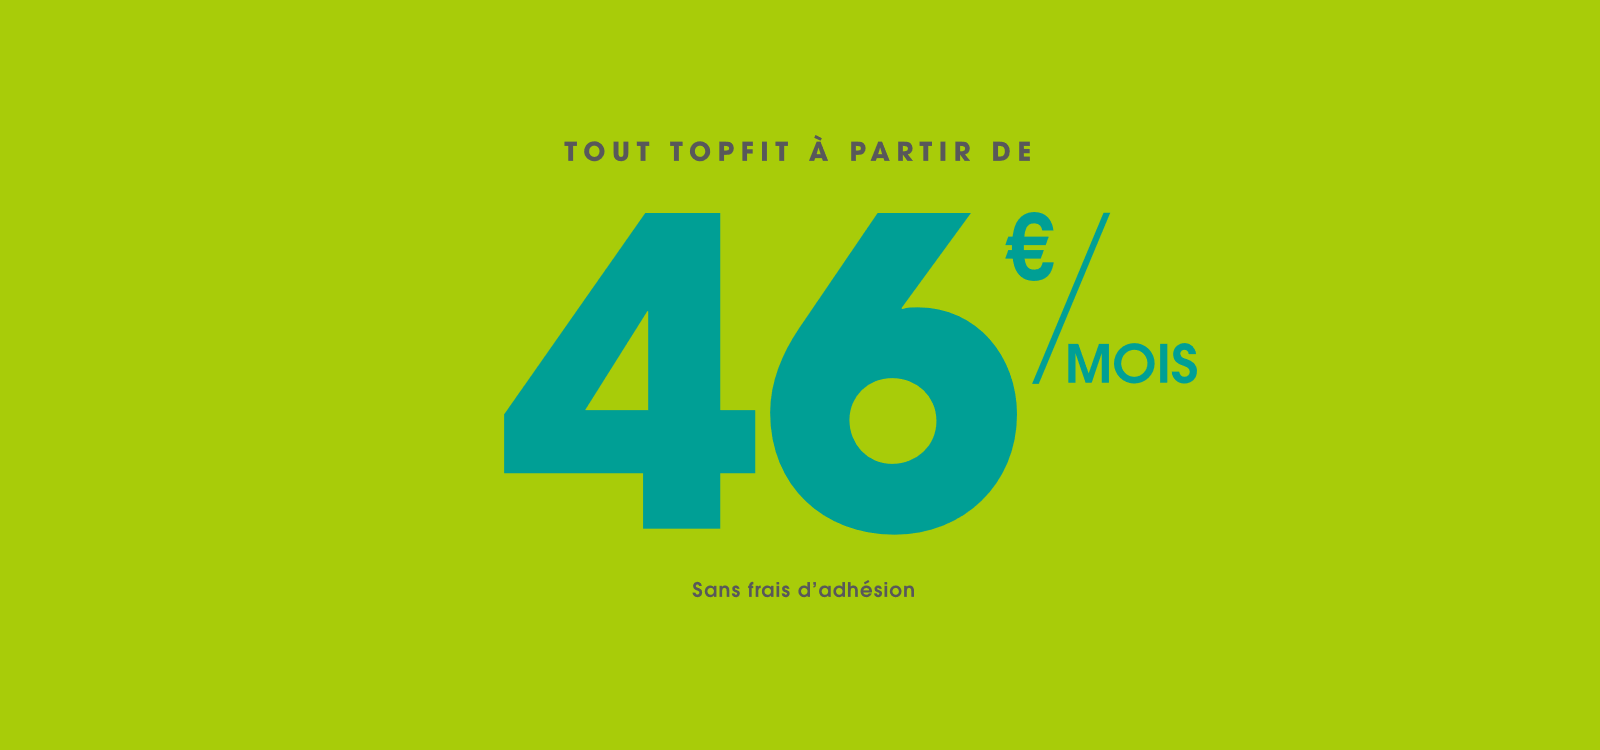 TOUT TOPFIT À PARTIR DE
46 €/MOIS
Sans frais d’adhésion